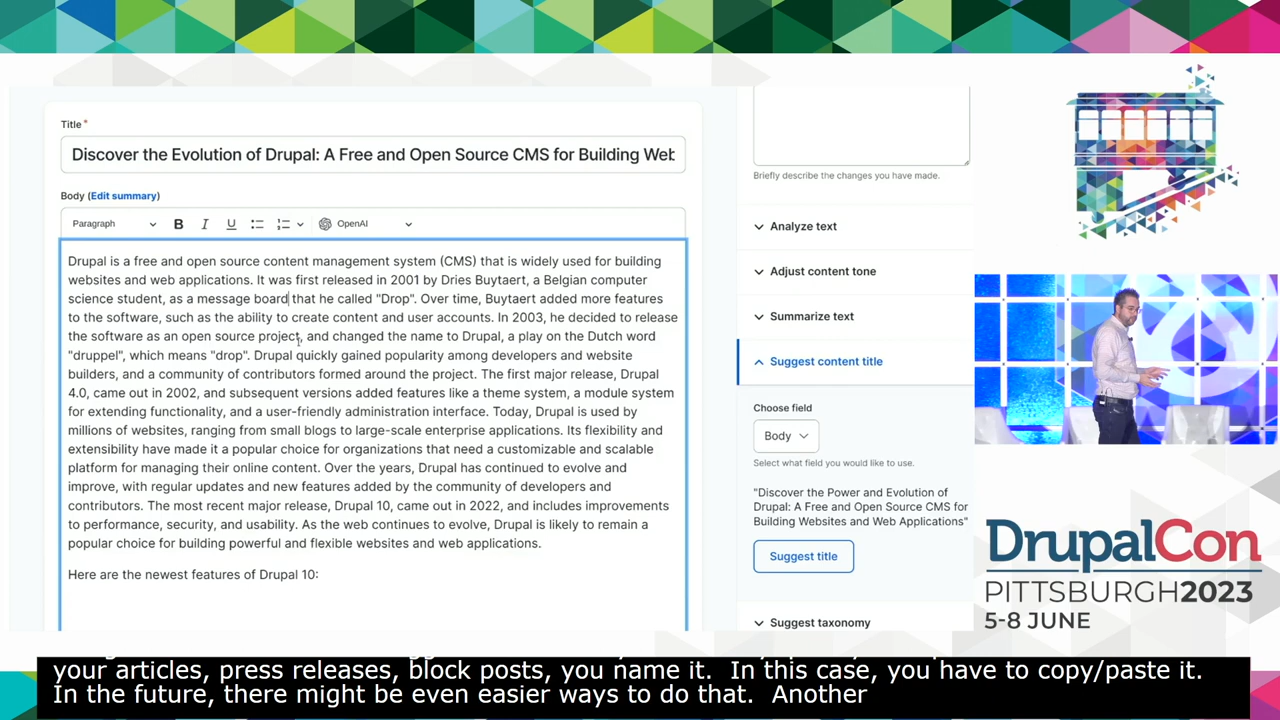 Title *
Discover the Evolution of Drupal: A Free and Open Source CMS for Building Web
Body (Edit summary)
Paragraph B I U OpenAI
Drupal is a free and open source content management system (CMS) that is widely used for building
websites and web applications. It was first released in 2001 by Dries Buytaert, a Belgian computer
science student, as a message board that he called "Drop". Over time, Buytaert added more features
to the software, such as the ability to create content and user accounts. In 2003, he decided to release
the software as an open source project, and changed the name to Drupal, a play on the Dutch word
"druppel", which means "drop". Drupal quickly gained popularity among developers and website
builders, and a community of contributors formed around the project. The first major release, Drupal
4.0, came out in 2002, and subsequent versions added features like a theme system, a module system
for extending functionality, and a user-friendly administration interface. Today, Drupal is used by
millions of websites, ranging from small blogs to large-scale enterprise applications. Its flexibility and
extensibility have made it a popular choice for organizations that need a customizable and scalable
platform for managing their online content. Over the years, Drupal has continued to evolve and
improve, with regular updates and new features added by the community of developers and
contributors. The most recent major release, Drupal 10, came out in 2022, and includes improvements
to performance, security, and usability. As the web continues to evolve, Drupal is likely to remain a
popular choice for building powerful and flexible websites and web applications.
Here are the newest features of Drupal 10:
Briefly describe the changes you have made.
Analyze text
Adjust content tone
Summarize text
Suggest content title
Choose field
Body
Select what field you would like to use.
"Discover the Power and Evolution of
Drupal: A Free and Open Source CMS for
Building Websites and Web Applications"
Suggest title
Suggest taxonomy
DrupalCon
PITTSBURGH2023
5-8 JUNE
your articles, press releases, block posts, you name it. In this case, you have to copy/paste it.
In the future, there might be even easier ways to do that. Another